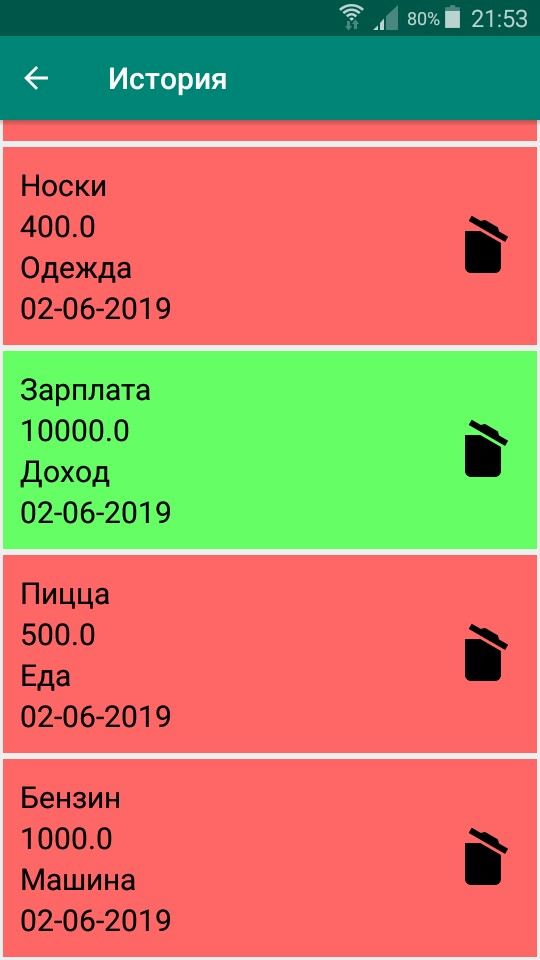 80% 21:53
История
Носки
400.0
Одежда
02-06-2019
Зарплата
10000.0
Доход
02-06-2019
Пицца
500.0
Еда
02-06-2019
Бензин
1000.0
Машина
02-06-2019